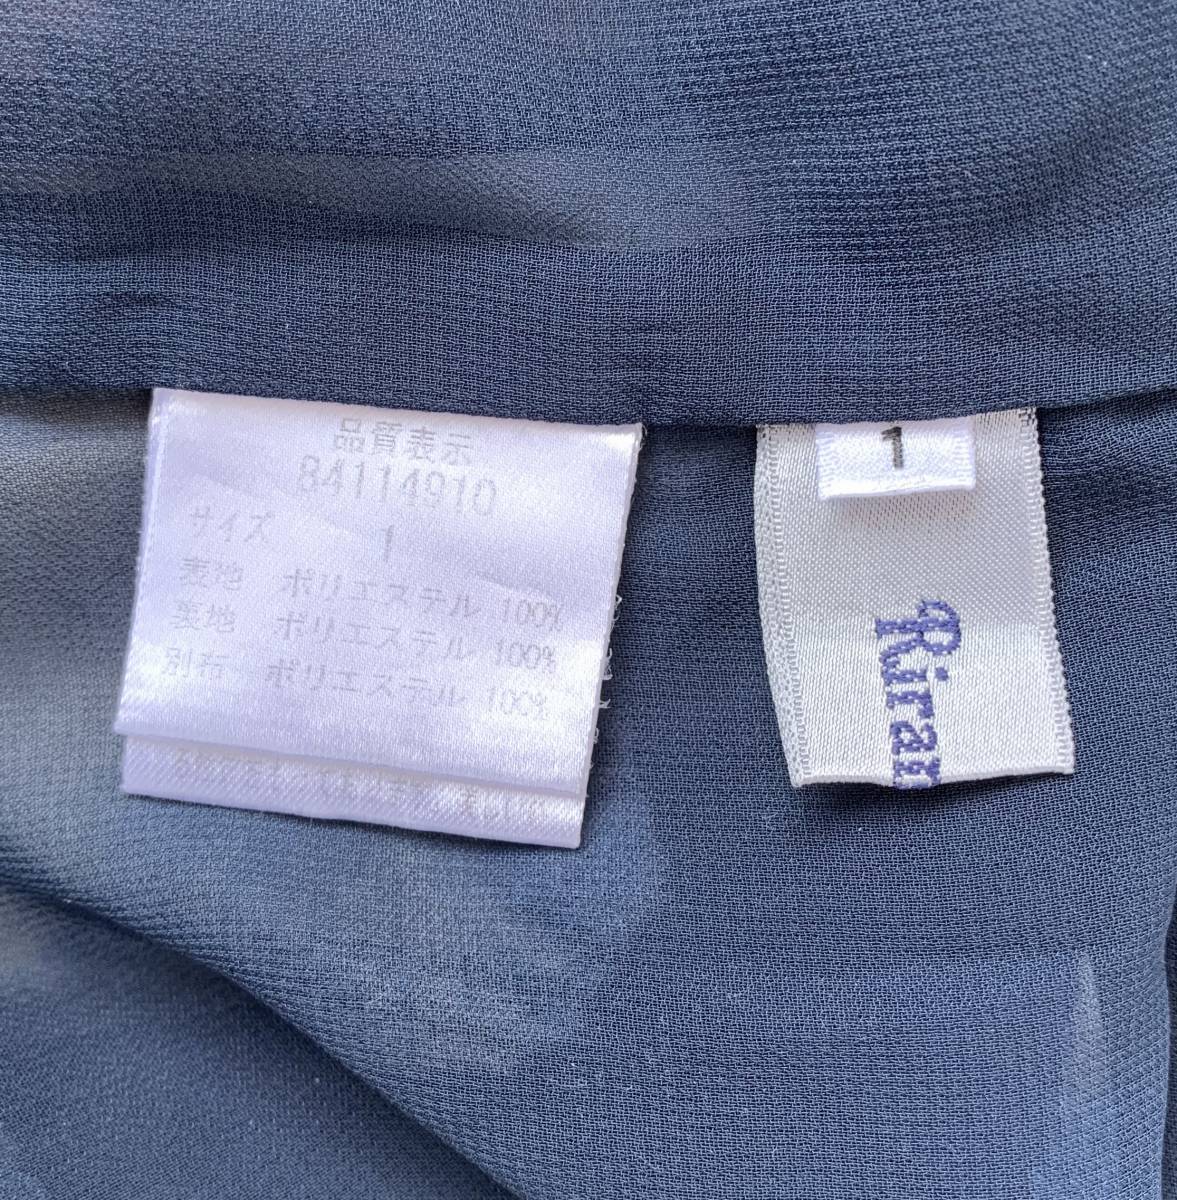 品質表示
84114910
サイズ 1
表地 ポリエステル 100%
裏地 ポリエステル 100%
別布 ポリエステル 100%
1